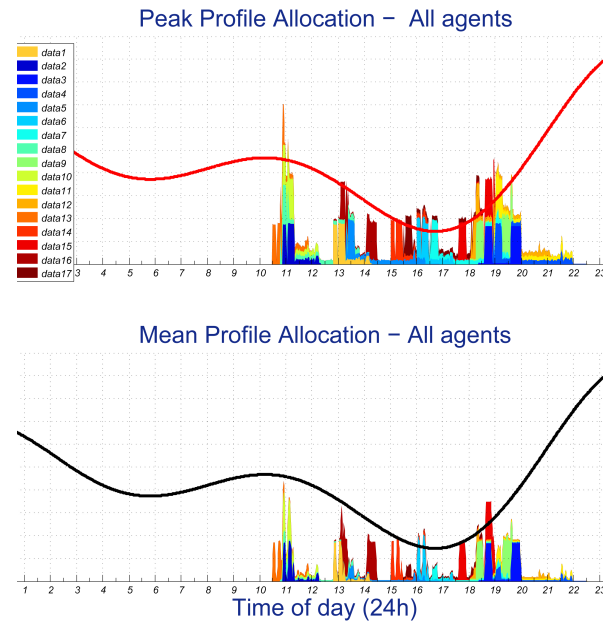 Peak Profile Allocation − All agents
data1
data2
data3
data4
data5
data6
data7
data8
data9
data10
data11
data12
data13
data14
data15
data16
data17
3 4 5 6 7 8 9 10 11 12 13 14 15 16 17 18 19 20 21 22 23
Mean Profile Allocation − All agents
1 2 3 4 5 6 7 8 9 10 11 12 13 14 15 16 17 18 19 20 21 22 23
Time of day (24h)